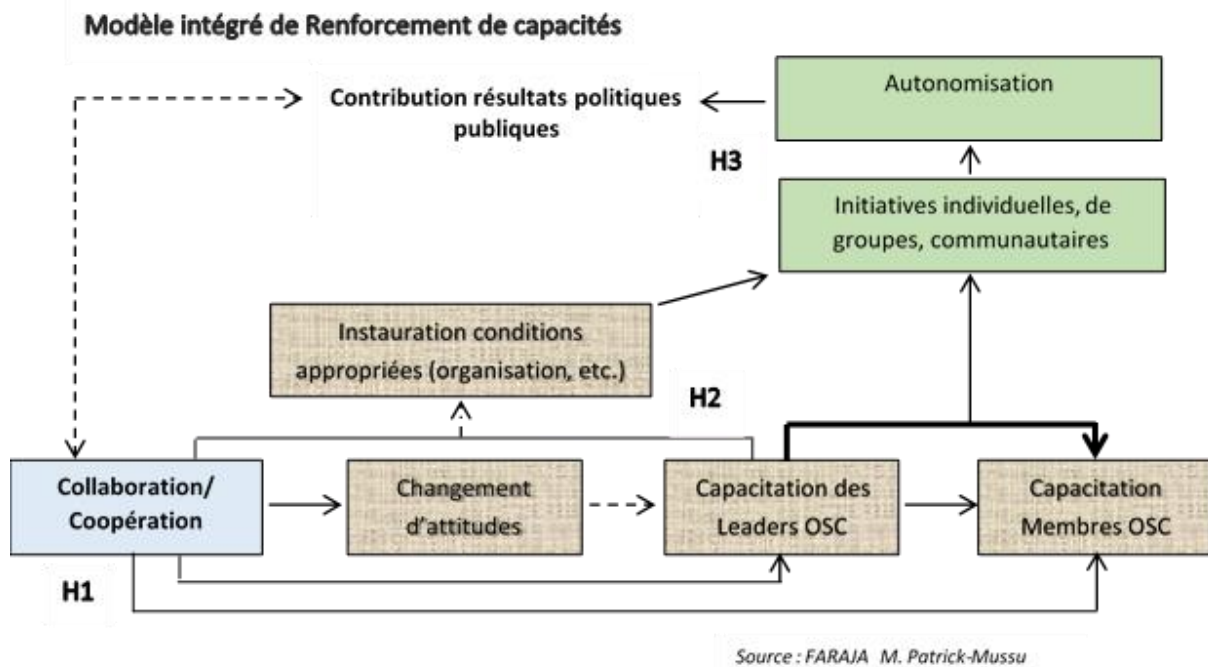 Modèle intégré de Renforcement de capacités
Autonomisation
Contribution résultats politiques
publiques
H3
Initiatives individuelles, de
groupes, communautaires
Instauration conditions
appropriées (organisation, etc.)
H2
Collaboration/
Coopération
Changement
d'attitudes
Capacitation des
Leaders OSC
Capacitation
Membres OSC
H1
Source : FARAJA M. Patrick-Mussu